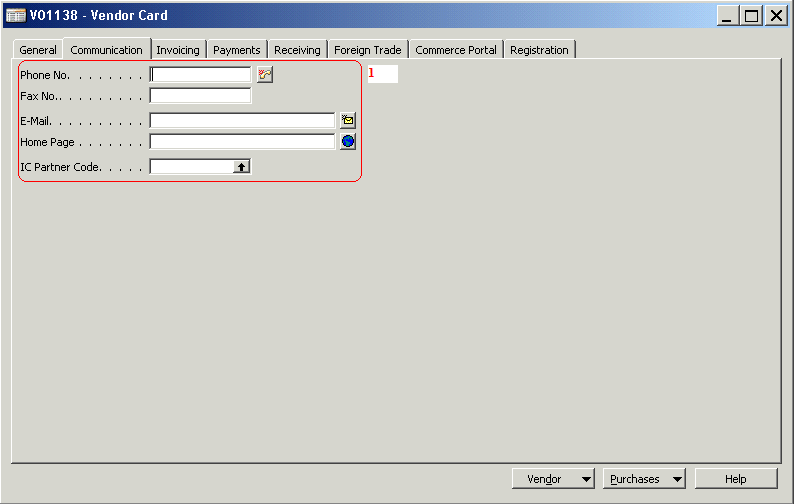 VO1138 - Vendor Card
General Communication Invoicing Payments Receiving Foreign Trade Commerce Portal Registration
Phone No. . . . . . . . . 1
Fax No.. . . . . . . . .
E-Mail. . . . . . . . . .
Home Page . . . . . . .
IC Partner Code. . . . .
Vendor Purchases Help